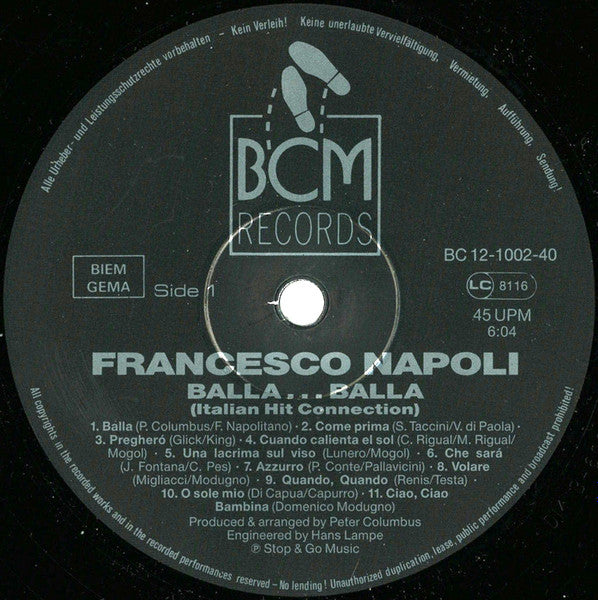 Alle Urheber- und Leistungsschutzrechte vorbehalten - Kein Verleih! - Keine unerlaubte Vervielfältigung, Vermietung, Aufführung, Sendung!
BCM
RECORDS
BC 12-1002-40
BIEM
GEMA
Side 1
LC 8116
45 UPM
6:04
FRANCESCO NAPOLI
BALLA... BALLA
(Italian Hit Connection)
1. Balla (P. Columbus/F. Napolitano) · 2. Come prima (S. Taccini/V. di Paola) ·
3. Pregheró (Glick/King) · 4. Cuando calienta el sol (C. Rigual/M. Rigual/
Mogol) · 5. Una lacrima sul viso (Lunero/Mogol) · 6. Che sará
(J. Fontana/C. Pes) · 7. Azzurro (P. Conte/Pallavicini) · 8. Volare
(Migliacci/Modugno) · 9. Quando, Quando (Renis/Testa) ·
10. O sole mio (Di Capua/Capurro) · 11. Ciao, Ciao
Bambina (Domenico Modugno)
Produced & arranged by Peter Columbus
Engineered by Hans Lampe
℗ Stop & Go Music
All copyrights in the recorded works and in this record performances reserved - No lending! Unauthorized duplication, lease, public performance and broadcast prohibited!